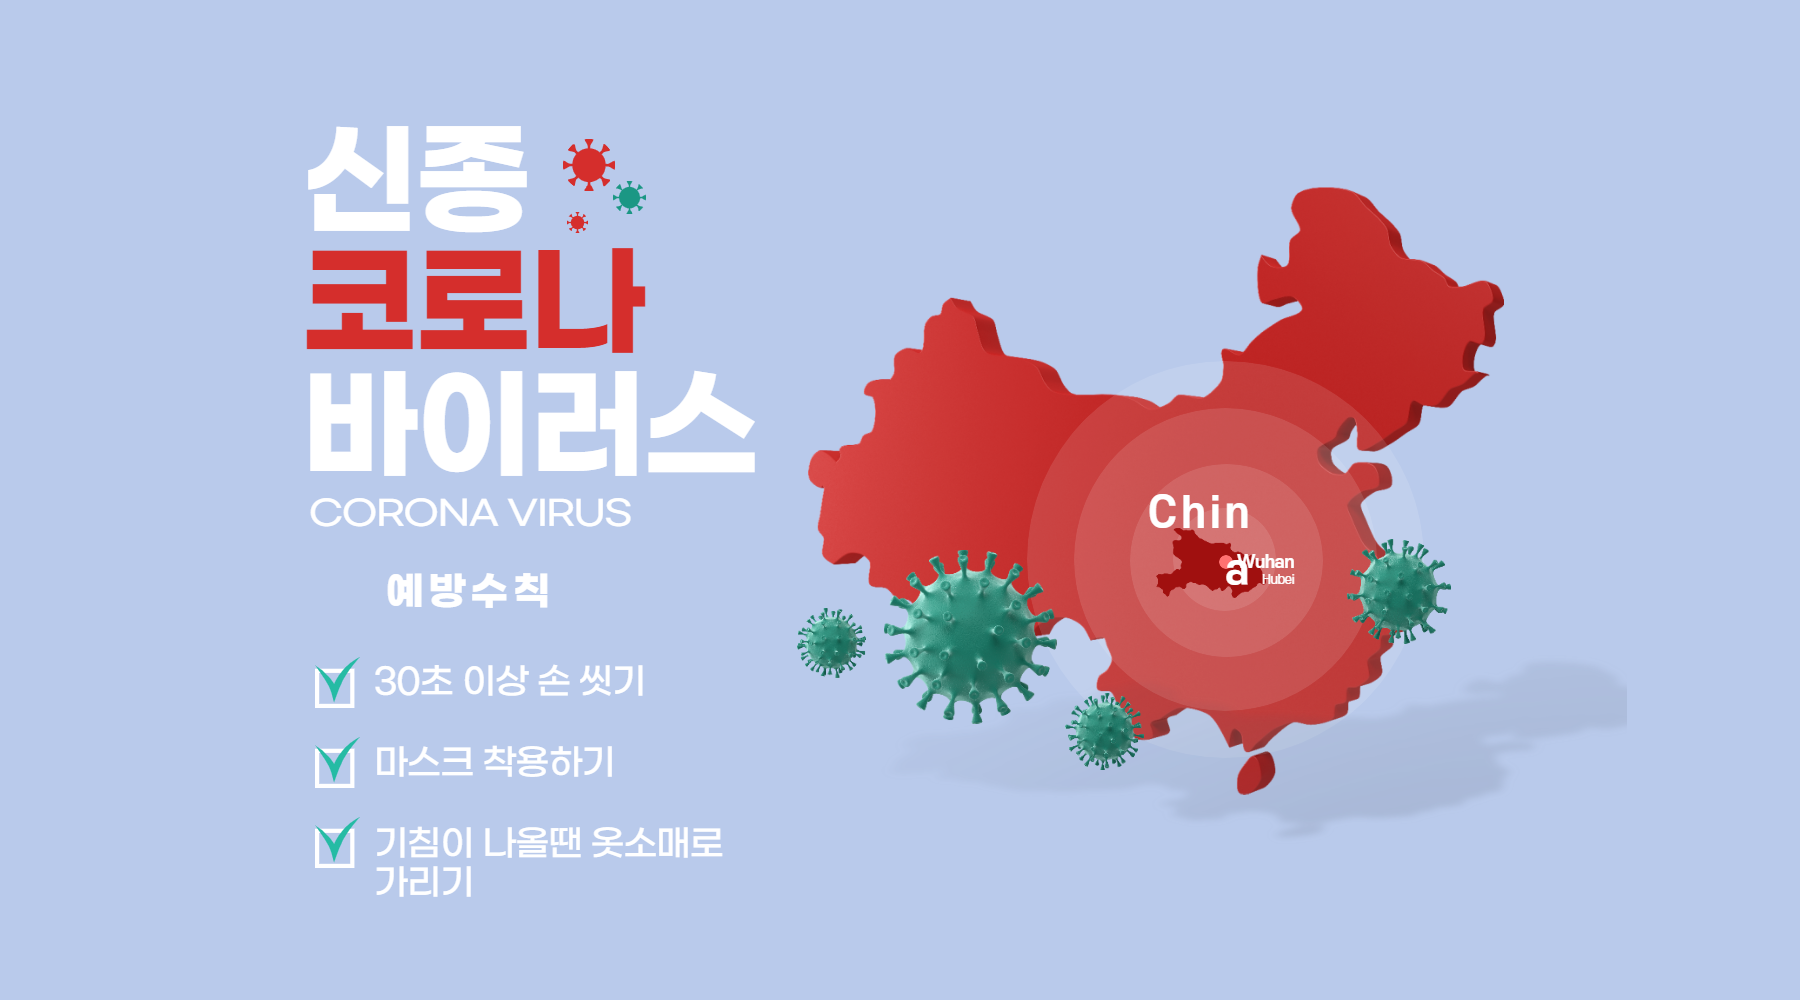 신종
코로나
바이러스
CORONA VIRUS
예방수칙
30초 이상 손 씻기
마스크 착용하기
기침이 나올땐 옷소매로
가리기
Chin
a
Wuhan
Hubei